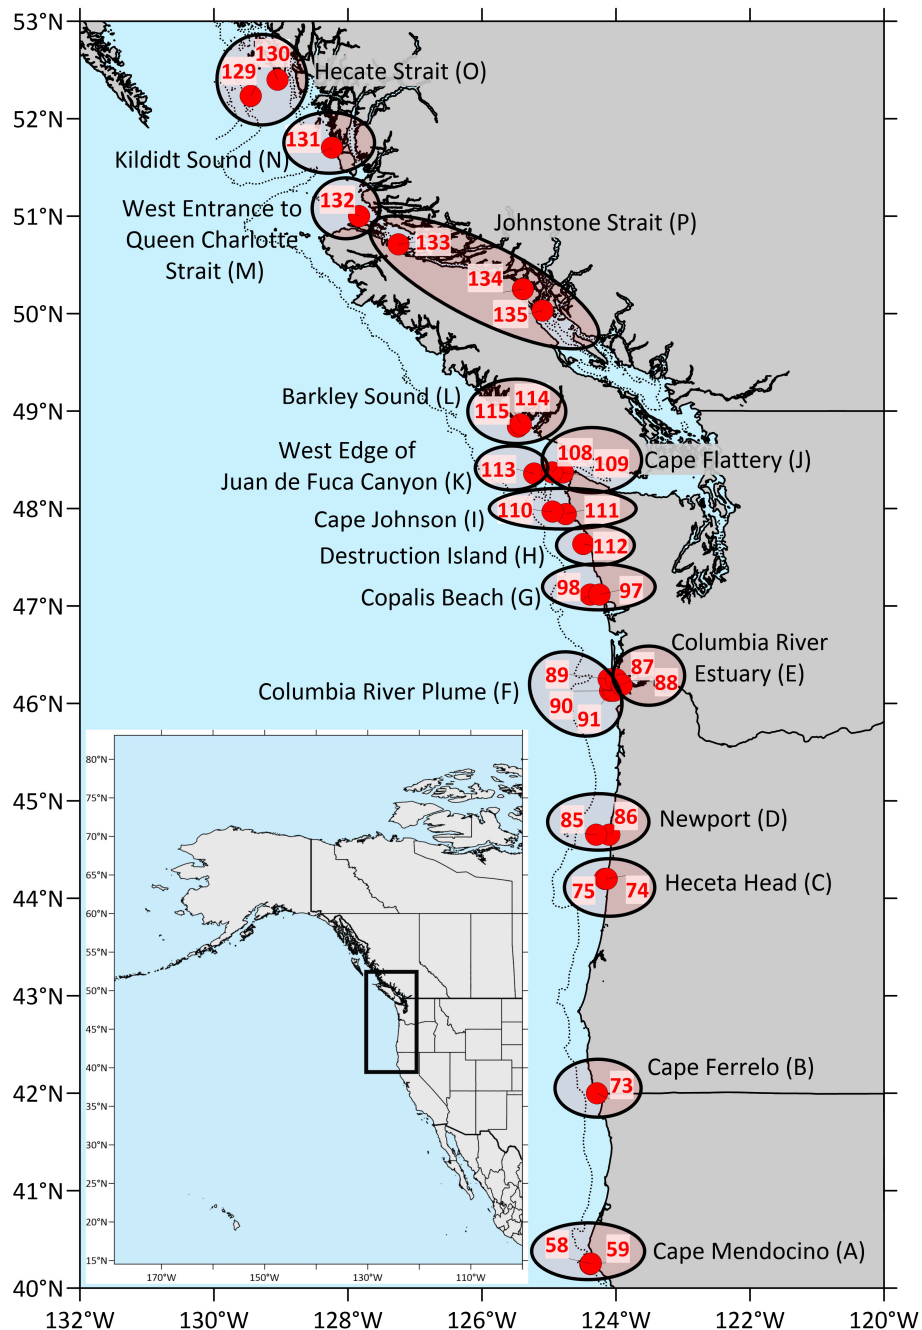 53°N
130
129
Hecate Strait (O)
52°N
131
Kildidt Sound (N)
132
51°N
West Entrance to
Queen Charlotte
Strait (M)
Johnstone Strait (P)
133
134
135
50°N
Barkley Sound (L)
114
115
49°N
West Edge of
Juan de Fuca Canyon (K)
113
108
109
Cape Flattery (J)
48°N
Cape Johnson (I)
110
111
Destruction Island (H)
112
Copalis Beach (G)
98
97
47°N
Columbia River
Estuary (E)
87
88
89
90
91
Columbia River Plume (F)
46°N
45°N
85
86
Newport (D)
44°N
75
74
Heceta Head (C)
43°N
Cape Ferrelo (B)
73
42°N
41°N
58
59
Cape Mendocino (A)
40°N
132°W
130°W
128°W
126°W
124°W
122°W
120°W
80°N
75°N
70°N
65°N
60°N
55°N
50°N
45°N
40°N
35°N
30°N
25°N
20°N
15°N
170°W
150°W
130°W
110°W